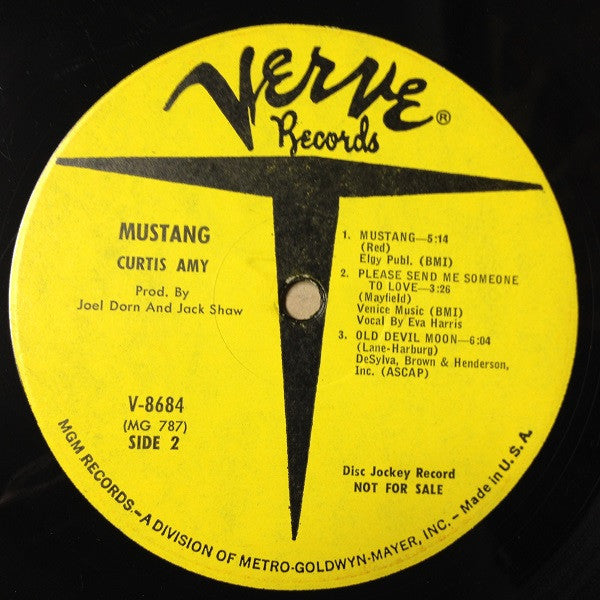 Verve ®
Records
MUSTANG
CURTIS AMY
Prod. By
Joel Dorn And Jack Shaw
1. MUSTANG—5:14
(Red)
Elgy Publ. (BMI)
2. PLEASE SEND ME SOMEONE
TO LOVE—3:26
(Mayfield)
Venice Music (BMI)
Vocal By Eva Harris
3. OLD DEVIL MOON—6:04
(Lane-Harburg)
DeSylva, Brown & Henderson,
Inc. (ASCAP)
V-8684
(MG 787)
SIDE 2
Disc Jockey Record
NOT FOR SALE
MGM RECORDS.—A DIVISION OF METRO-GOLDWYN-MAYER, INC. – Made in U. S. A.